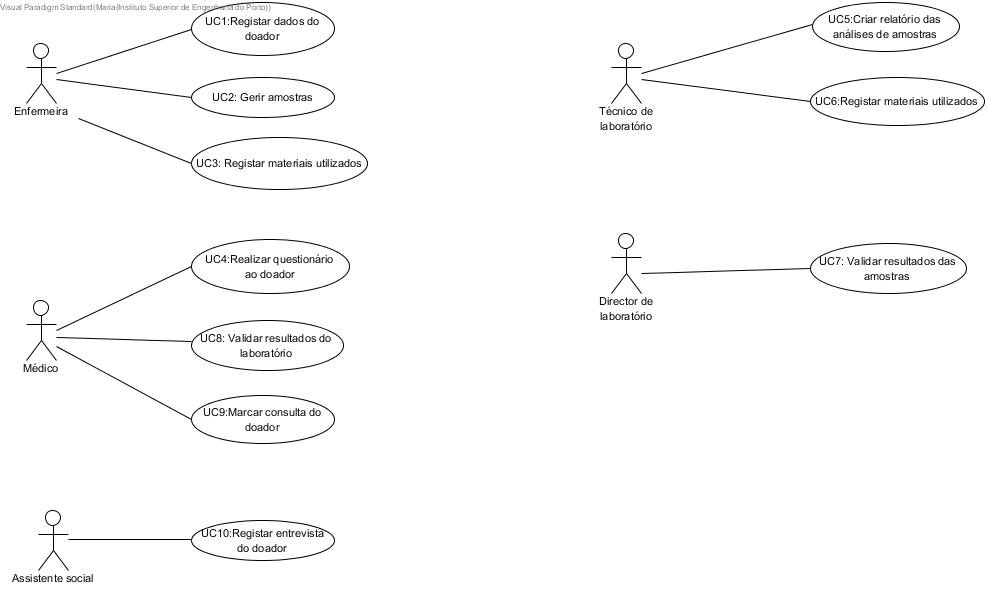 Visual Paradigm Standard(Maria(Instituto Superior de Engenharia do Porto))
UC1:Registar dados do
doador
UC2: Gerir amostras
Enfermeira
UC3: Registar materiais utilizados
UC5:Criar relatório das
análises de amostras
UC6:Registar materiais utilizados
Técnico de
laboratório
UC4:Realizar questionário
ao doador
UC8: Validar resultados do
laboratório
Médico
UC9:Marcar consulta do
doador
UC7: Validar resultados das
amostras
Director de
laboratório
UC10:Registar entrevista
do doador
Assistente social